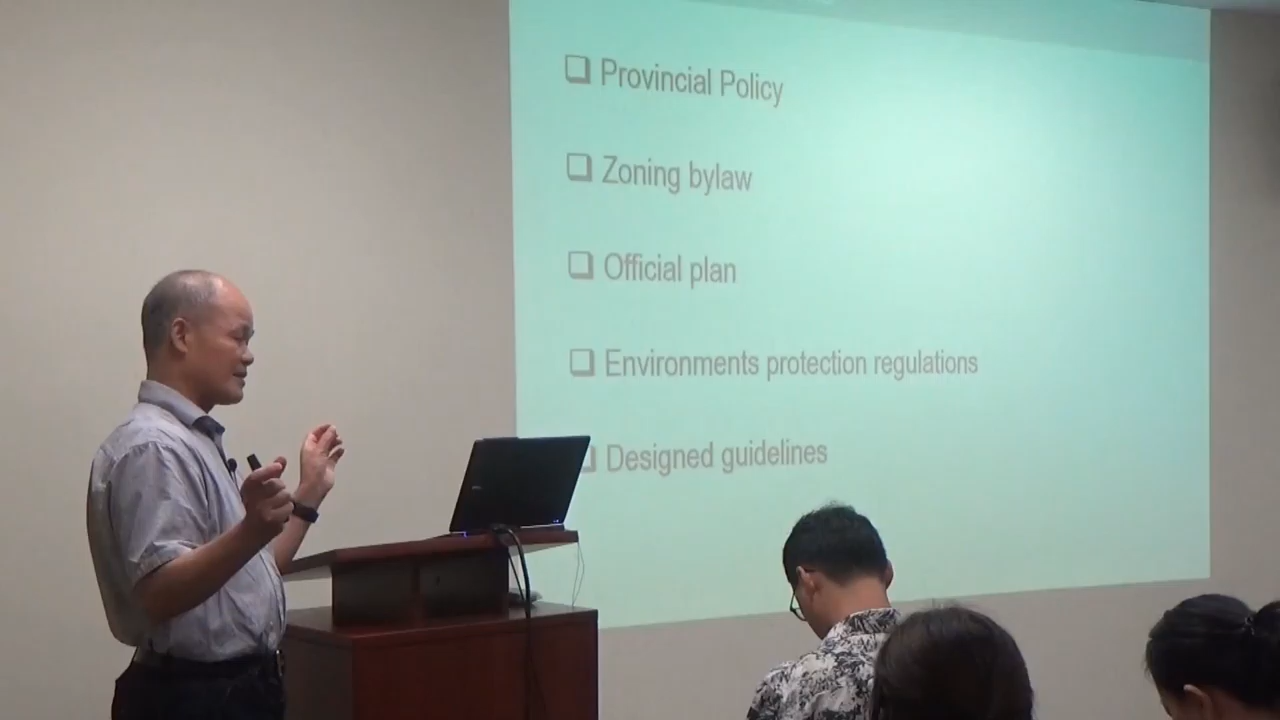 Provincial Policy
Zoning bylaw
Official plan
Environments protection regulations
Designed guidelines